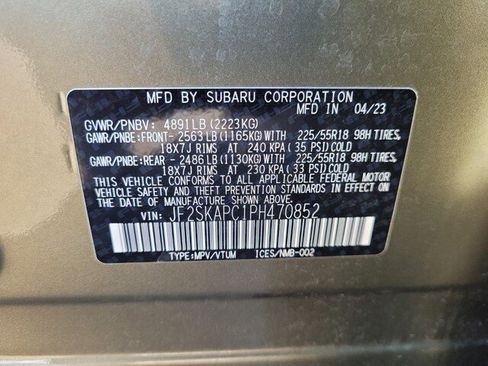 MFD BY SUBARU CORPORATION
MFD IN 04/23
GVWR/PNBV: 4891LB(2223KG)
GAWR/PNBE:FRONT- 2563LB(1165KG)WITH 225/55R18 98H TIRES,
18X7J RIMS AT 240 KPA(35 PSI)COLD
GAWR/PNBE:REAR - 2486LB(1130KG)WITH 225/55R18 98H TIRES,
18X7J RIMS AT 230 KPA(33 PSI)COLD
THIS VEHICLE CONFORMS TO ALL APPLICABLE FEDERAL MOTOR
VEHICLE SAFETY AND THEFT PREVENTION STANDARDS IN EFFECT ON
THE DATE OF MANUFACTURE SHOWN ABOVE.
VIN: JF2SKAPC1PH470852
TYPE:MPV/VTUM ICES/NMB-002